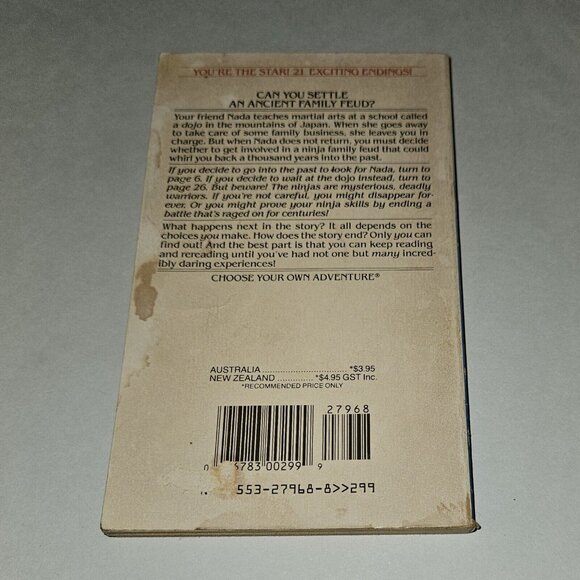 YOU'RE THE STAR! 21 EXCITING ENDINGS!
CAN YOU SETTLE
AN ANCIENT FAMILY FEUD?
Your friend Nada teaches martial arts at a school called
a dojo in the mountains of Japan. When she goes away
to take care of some family business, she leaves you in
charge. But when Nada does not return, you must decide
whether to get involved in a ninja family feud that could
whirl you back a thousand years into the past.
If you decide to go into the past to look for Nada, turn to
page 6. If you decide to wait at the dojo instead, turn to
page 26. But beware! The ninjas are mysterious, deadly
warriors. If you're not careful, you might disappear for-
ever. Or you might prove your ninja skills by ending a
battle that's raged on for centuries!
What happens next in the story? It all depends on the
choices you make. How does the story end? Only you can
find out! And the best part is that you can keep reading
and rereading until you've had not one but many incred-
ibly daring experiences!
CHOOSE YOUR OWN ADVENTURE®
AUSTRALIA ........................... *$3.95
NEW ZEALAND ............. *$4.95 GST Inc.
*RECOMMENDED PRICE ONLY
27968
0 6783 00299 9
553-27968-8>>299